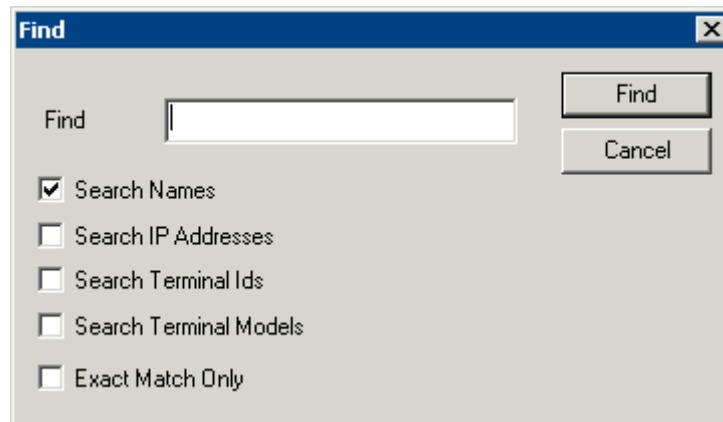 Find
Find
Find
Cancel
Search Names
Search IP Addresses
Search Terminal Ids
Search Terminal Models
Exact Match Only